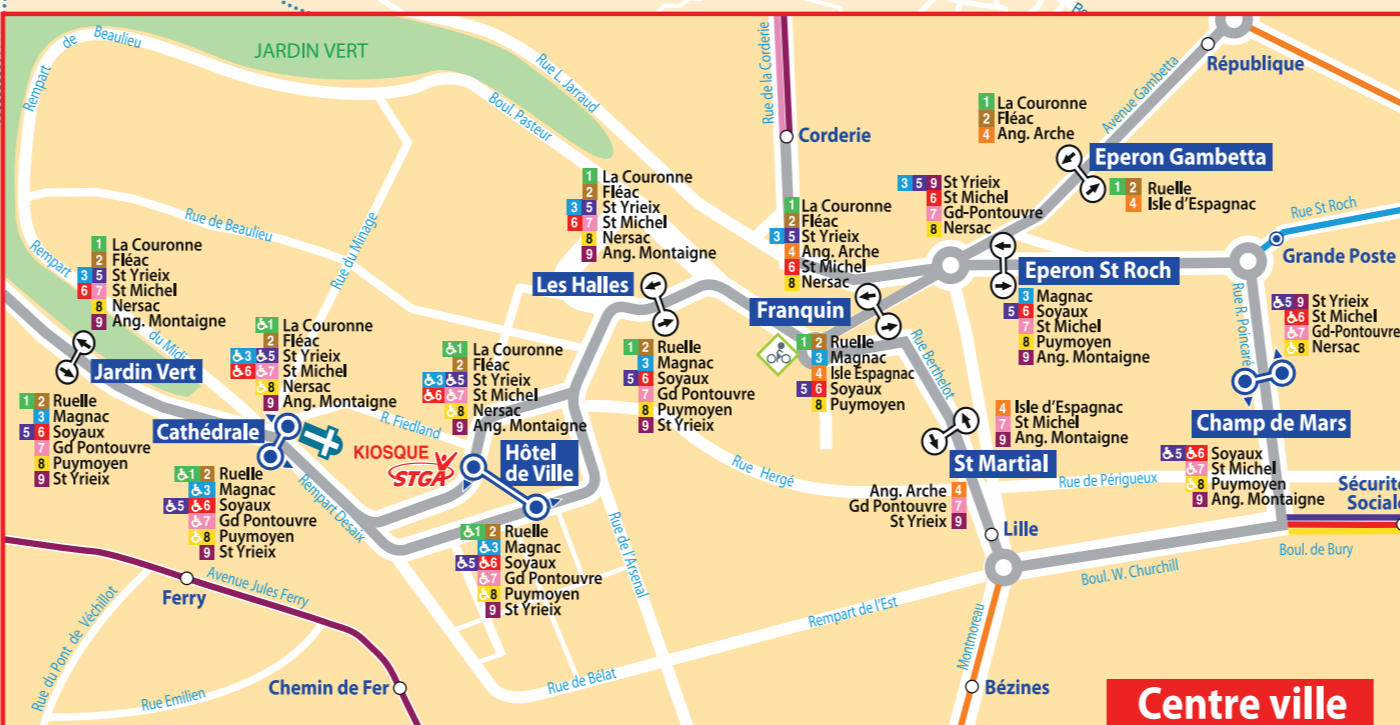 Rempart de Beaulieu
JARDIN VERT
Rue L. Jarraud
Boul. Pasteur
Rue de la Corderie
Corderie
Avenue Gambetta
République
1 La Couronne
2 Fléac
4 Ang. Arche
Eperon Gambetta
1 2 Ruelle
4 Isle d'Espagnac
Rue St Roch
Grande Poste
3 5 9 St Yrieix
6 St Michel
7 Gd-Pontouvre
8 Nersac
Eperon St Roch
3 Magnac
5 6 Soyaux
7 St Michel
8 Puymoyen
9 Ang. Montaigne
Rue R. Poincaré
5 9 St Yrieix
6 St Michel
7 Gd-Pontouvre
8 Nersac
Champ de Mars
5 6 Soyaux
7 St Michel
8 Puymoyen
9 Ang. Montaigne
Sécurité
Sociale
Boul. de Bury
1 La Couronne
2 Fléac
3 5 St Yrieix
4 Ang. Arche
6 St Michel
8 Nersac
Franquin
1 2 Ruelle
3 Magnac
4 Isle Espagnac
5 6 Soyaux
8 Puymoyen
Rue Berthelot
4 Isle d'Espagnac
7 St Michel
9 Ang. Montaigne
St Martial
Ang. Arche 4
Gd Pontouvre 7
St Yrieix 9
Rue de Périgueux
Lille
Boul. W. Churchill
Montmoreau
Bézines
1 La Couronne
2 Fléac
3 5 St Yrieix
6 7 St Michel
8 Nersac
9 Ang. Montaigne
Les Halles
1 2 Ruelle
3 Magnac
5 6 Soyaux
7 Gd Pontouvre
8 Puymoyen
9 St Yrieix
Rue Hergé
Rue de l'Arsenal
Rempart de l'Est
Rue de Bélat
Rue de Beaulieu
Rue du Minage
Rempart du Midi
1 La Couronne
2 Fléac
3 5 St Yrieix
6 7 St Michel
8 Nersac
9 Ang. Montaigne
Jardin Vert
1 2 Ruelle
3 Magnac
5 6 Soyaux
7 Gd Pontouvre
8 Puymoyen
9 St Yrieix
1 La Couronne
2 Fléac
3 5 St Yrieix
6 7 St Michel
8 Nersac
9 Ang. Montaigne
Cathédrale
1 2 Ruelle
3 Magnac
5 6 Soyaux
7 Gd Pontouvre
8 Puymoyen
9 St Yrieix
R. Fiedland
KIOSQUE
STGA
Rempart Desaix
1 La Couronne
2 Fléac
3 5 St Yrieix
6 7 St Michel
8 Nersac
9 Ang. Montaigne
Hôtel
de Ville
1 2 Ruelle
3 Magnac
5 6 Soyaux
7 Gd Pontouvre
8 Puymoyen
9 St Yrieix
Ferry
Avenue Jules Ferry
Rue du Pont de Véchillot
Rue Emilien
Chemin de Fer
Centre ville